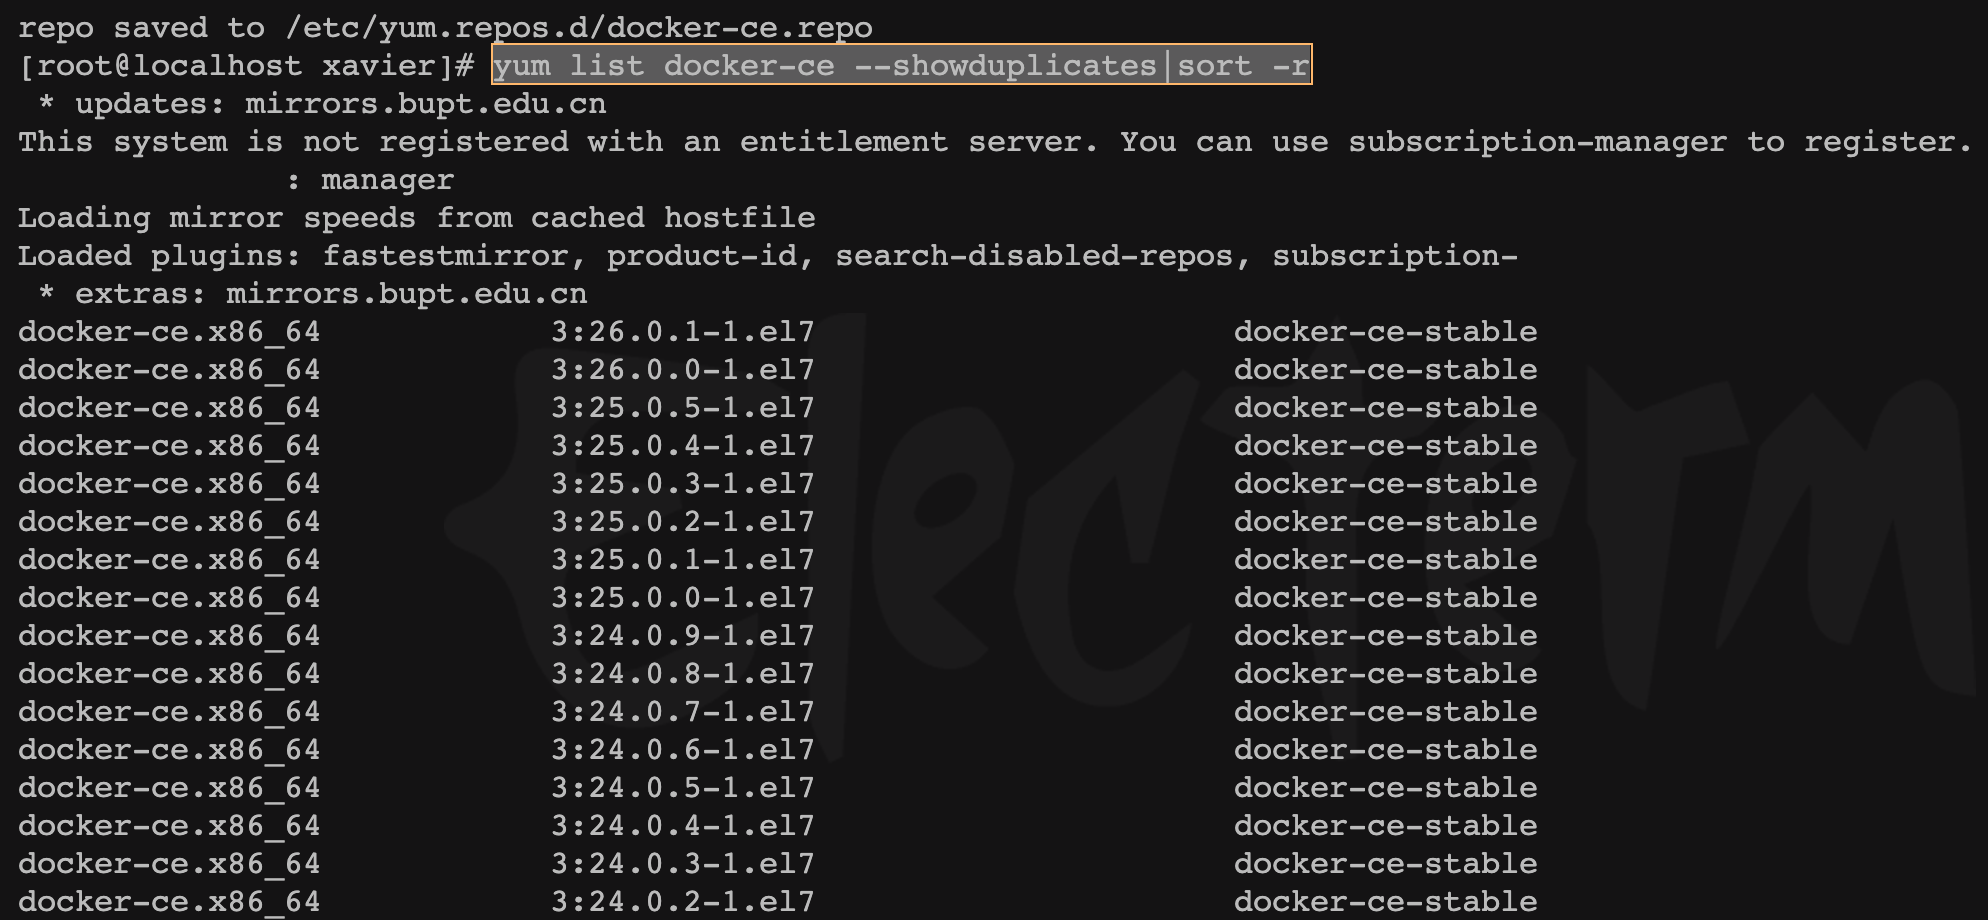 repo saved to /etc/yum.repos.d/docker-ce.repo
[root@localhost xavier]# yum list docker-ce --showduplicates|sort -r
 * updates: mirrors.bupt.edu.cn
This system is not registered with an entitlement server. You can use subscription-manager to register.
              : manager
Loading mirror speeds from cached hostfile
Loaded plugins: fastestmirror, product-id, search-disabled-repos, subscription-
 * extras: mirrors.bupt.edu.cn
docker-ce.x86_64            3:26.0.1-1.el7                      docker-ce-stable
docker-ce.x86_64            3:26.0.0-1.el7                      docker-ce-stable
docker-ce.x86_64            3:25.0.5-1.el7                      docker-ce-stable
docker-ce.x86_64            3:25.0.4-1.el7                      docker-ce-stable
docker-ce.x86_64            3:25.0.3-1.el7                      docker-ce-stable
docker-ce.x86_64            3:25.0.2-1.el7                      docker-ce-stable
docker-ce.x86_64            3:25.0.1-1.el7                      docker-ce-stable
docker-ce.x86_64            3:25.0.0-1.el7                      docker-ce-stable
docker-ce.x86_64            3:24.0.9-1.el7                      docker-ce-stable
docker-ce.x86_64            3:24.0.8-1.el7                      docker-ce-stable
docker-ce.x86_64            3:24.0.7-1.el7                      docker-ce-stable
docker-ce.x86_64            3:24.0.6-1.el7                      docker-ce-stable
docker-ce.x86_64            3:24.0.5-1.el7                      docker-ce-stable
docker-ce.x86_64            3:24.0.4-1.el7                      docker-ce-stable
docker-ce.x86_64            3:24.0.3-1.el7                      docker-ce-stable
docker-ce.x86_64            3:24.0.2-1.el7                      docker-ce-stable
Electerm